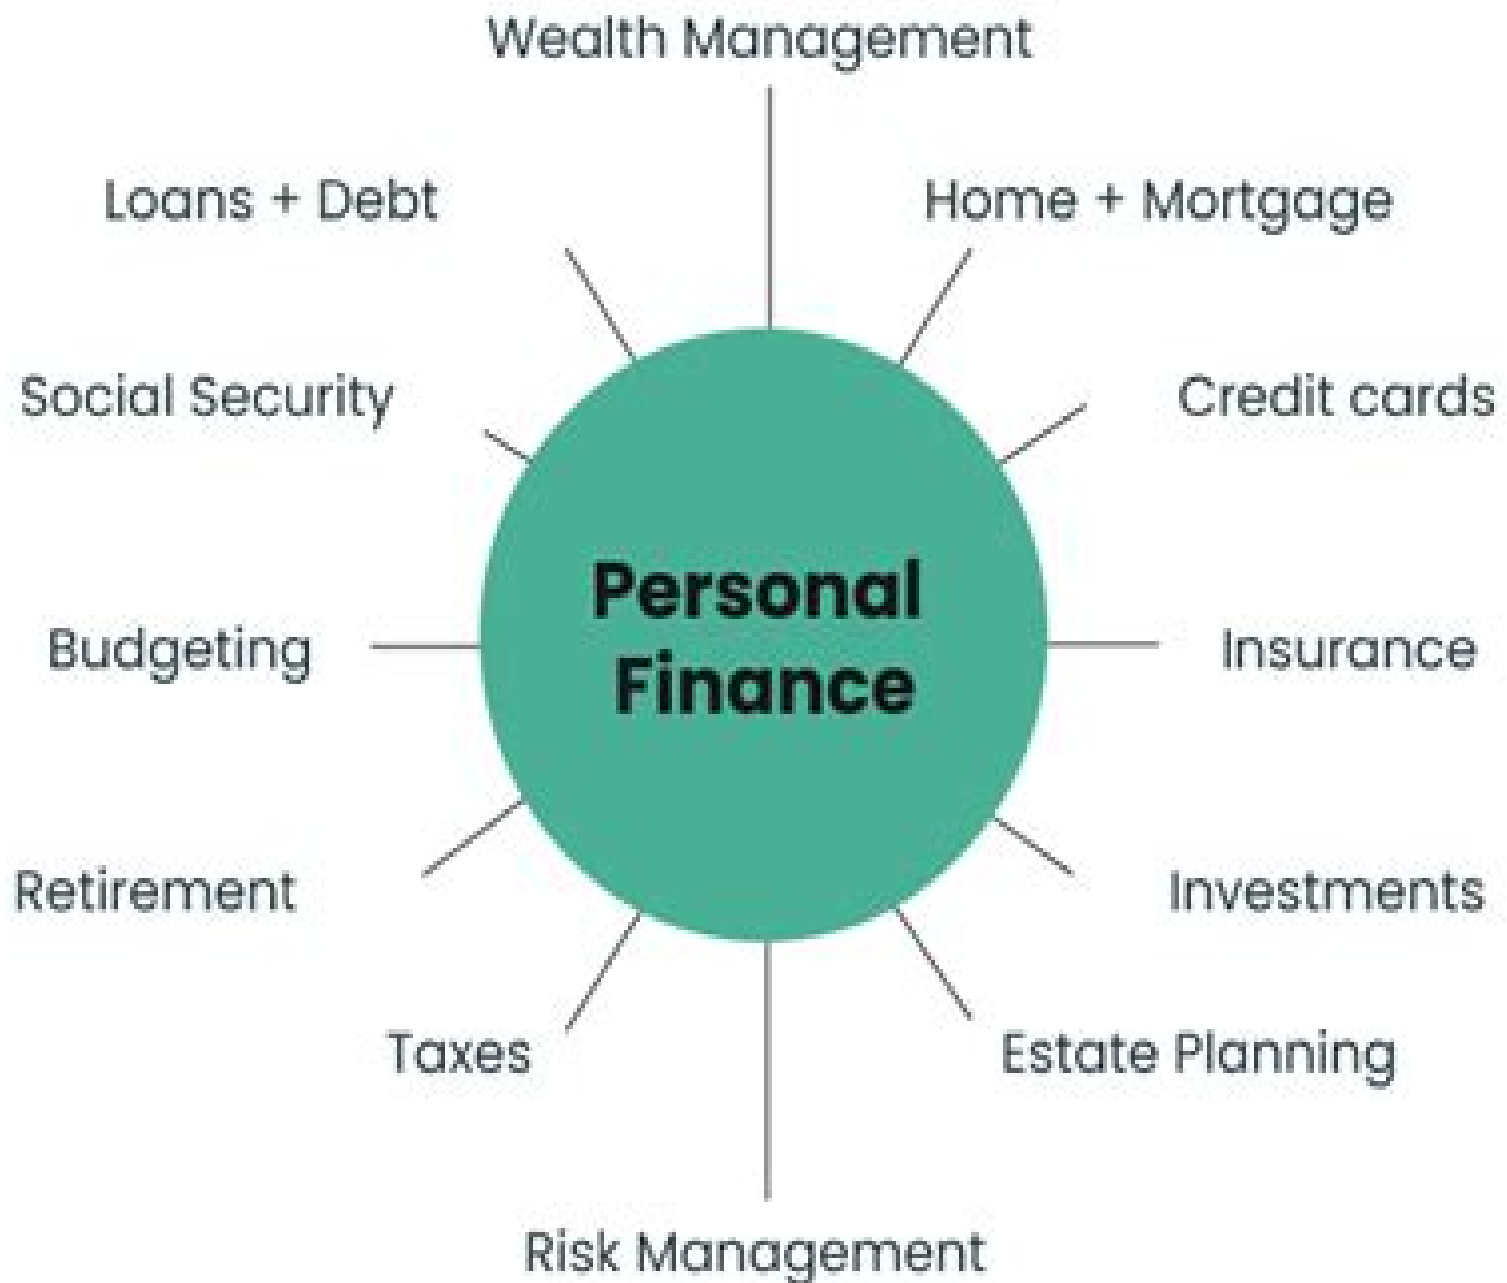 Wealth Management
Loans + Debt
Home + Mortgage
Social Security
Credit cards
Personal
Finance
Budgeting
Insurance
Retirement
Investments
Taxes
Estate Planning
Risk Management